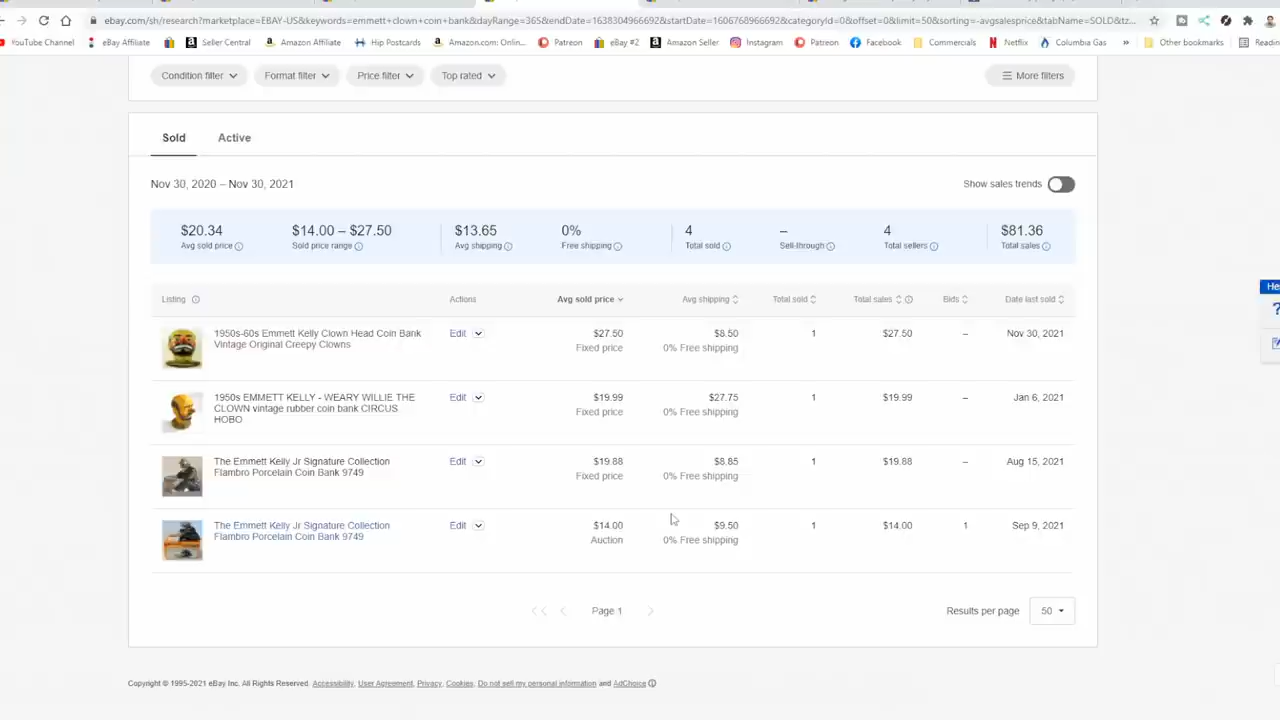 ebay.com/sh/research?marketplace=EBAY-US&keywords=emmett+clown+coin+bank&dayRange=365&endDate=1638304966692&startDate=1606768966692&categoryId=0&offset=0&limit=50&sorting=-avgsalesprice&tabName=SOLD&tz...
YouTube Channel eBay Affiliate Seller Central Amazon Affiliate Hip Postcards Amazon.com: Onlin... Patreon eBay #2 Amazon Seller Instagram Patreon Facebook Commercials Netflix Columbia Gas » Other bookmarks Readin
Condition filter Format filter Price filter Top rated More filters
Sold Active
Nov 30, 2020 – Nov 30, 2021 Show sales trends
$20.34 $14.00 – $27.50 $13.65 0% 4 – 4 $81.36
Avg sold price Sold price range Avg shipping Free shipping Total sold Sell-through Total sellers Total sales
Listing Actions Avg sold price Avg shipping Total sold Total sales Bids Date last sold
1950s-60s Emmett Kelly Clown Head Coin Bank Edit $27.50 $8.50 1 $27.50 – Nov 30, 2021
Vintage Original Creepy Clowns Fixed price 0% Free shipping
1950s EMMETT KELLY - WEARY WILLIE THE Edit $19.99 $27.75 1 $19.99 – Jan 6, 2021
CLOWN vintage rubber coin bank CIRCUS Fixed price 0% Free shipping
HOBO
The Emmett Kelly Jr Signature Collection Edit $19.88 $8.85 1 $19.88 – Aug 15, 2021
Flambro Porcelain Coin Bank 9749 Fixed price 0% Free shipping
The Emmett Kelly Jr Signature Collection Edit $14.00 $9.50 1 $14.00 1 Sep 9, 2021
Flambro Porcelain Coin Bank 9749 Auction 0% Free shipping
Page 1 Results per page 50
Copyright © 1995-2021 eBay Inc. All Rights Reserved. Accessibility, User Agreement, Privacy, Cookies, Do not sell my personal information and AdChoice
He
?